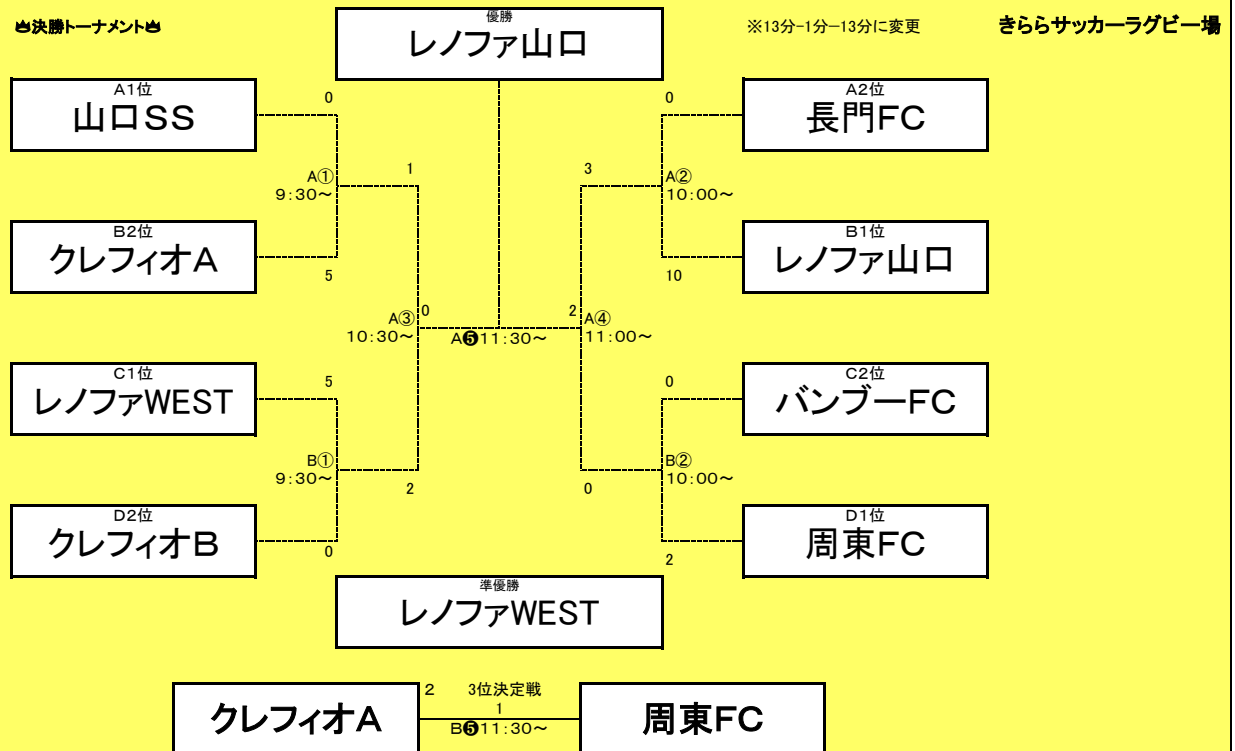 ♛決勝トーナメント♛
優勝
レノファ山口
※13分-1分-13分に変更
きららサッカーラグビー場
A1位
山口SS
0
0
A2位
長門FC
A①
9:30~
1
3
A②
10:00~
B2位
クレフィオA
5
10
B1位
レノファ山口
A③
10:30~
0
A❺11:30~
2
A④
11:00~
C1位
レノファWEST
5
0
C2位
バンブーFC
B①
9:30~
2
0
B②
10:00~
D2位
クレフィオB
0
2
D1位
周東FC
準優勝
レノファWEST
クレフィオA
2
3位決定戦
1
B❺11:30~
周東FC